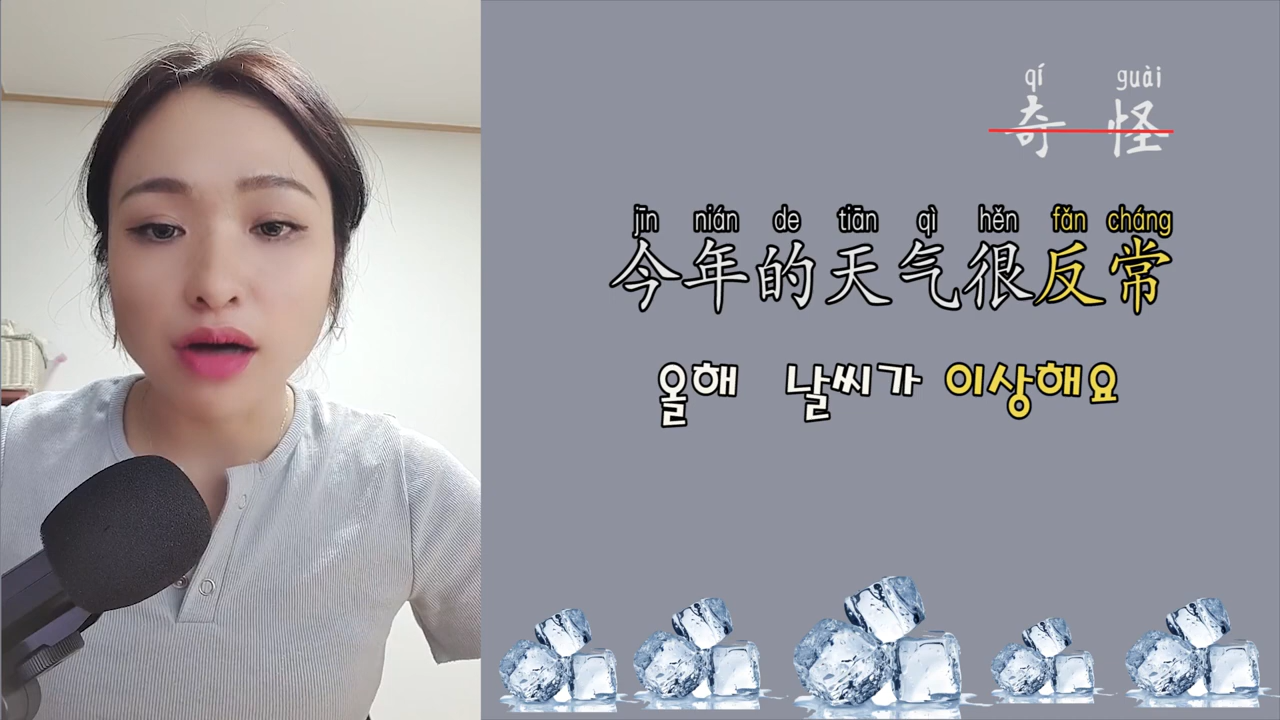 qí guài
奇怪
jīn nián de tiān qì hěn fǎn cháng
今年的天气很反常
올해 날씨가 이상해요